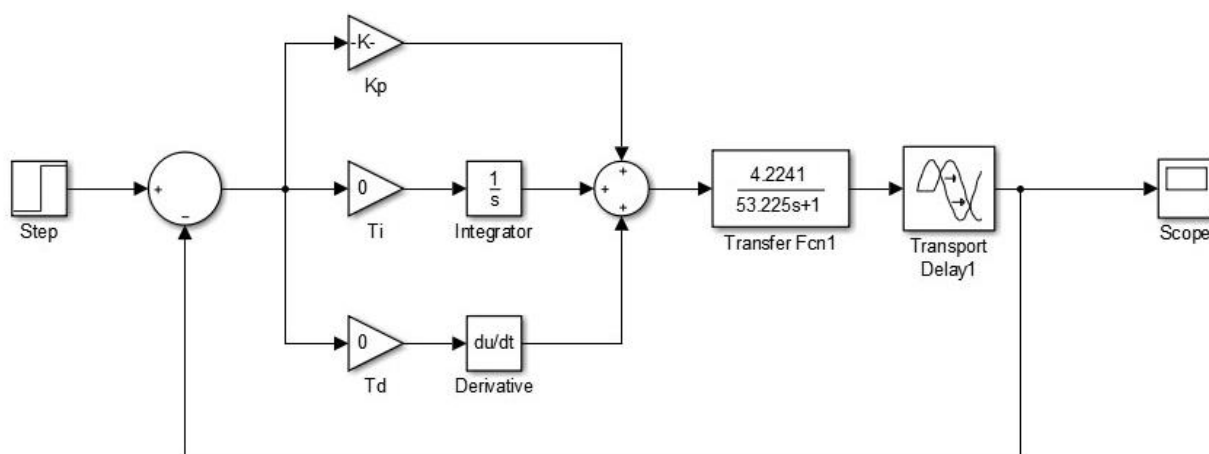 -K-
Kp
+
+
0
1
s
+
4.2241
53.225s+1
−
+
Step
Ti
Integrator
Transfer Fcn1
Transport
Delay1
Scope
0
du/dt
Td
Derivative